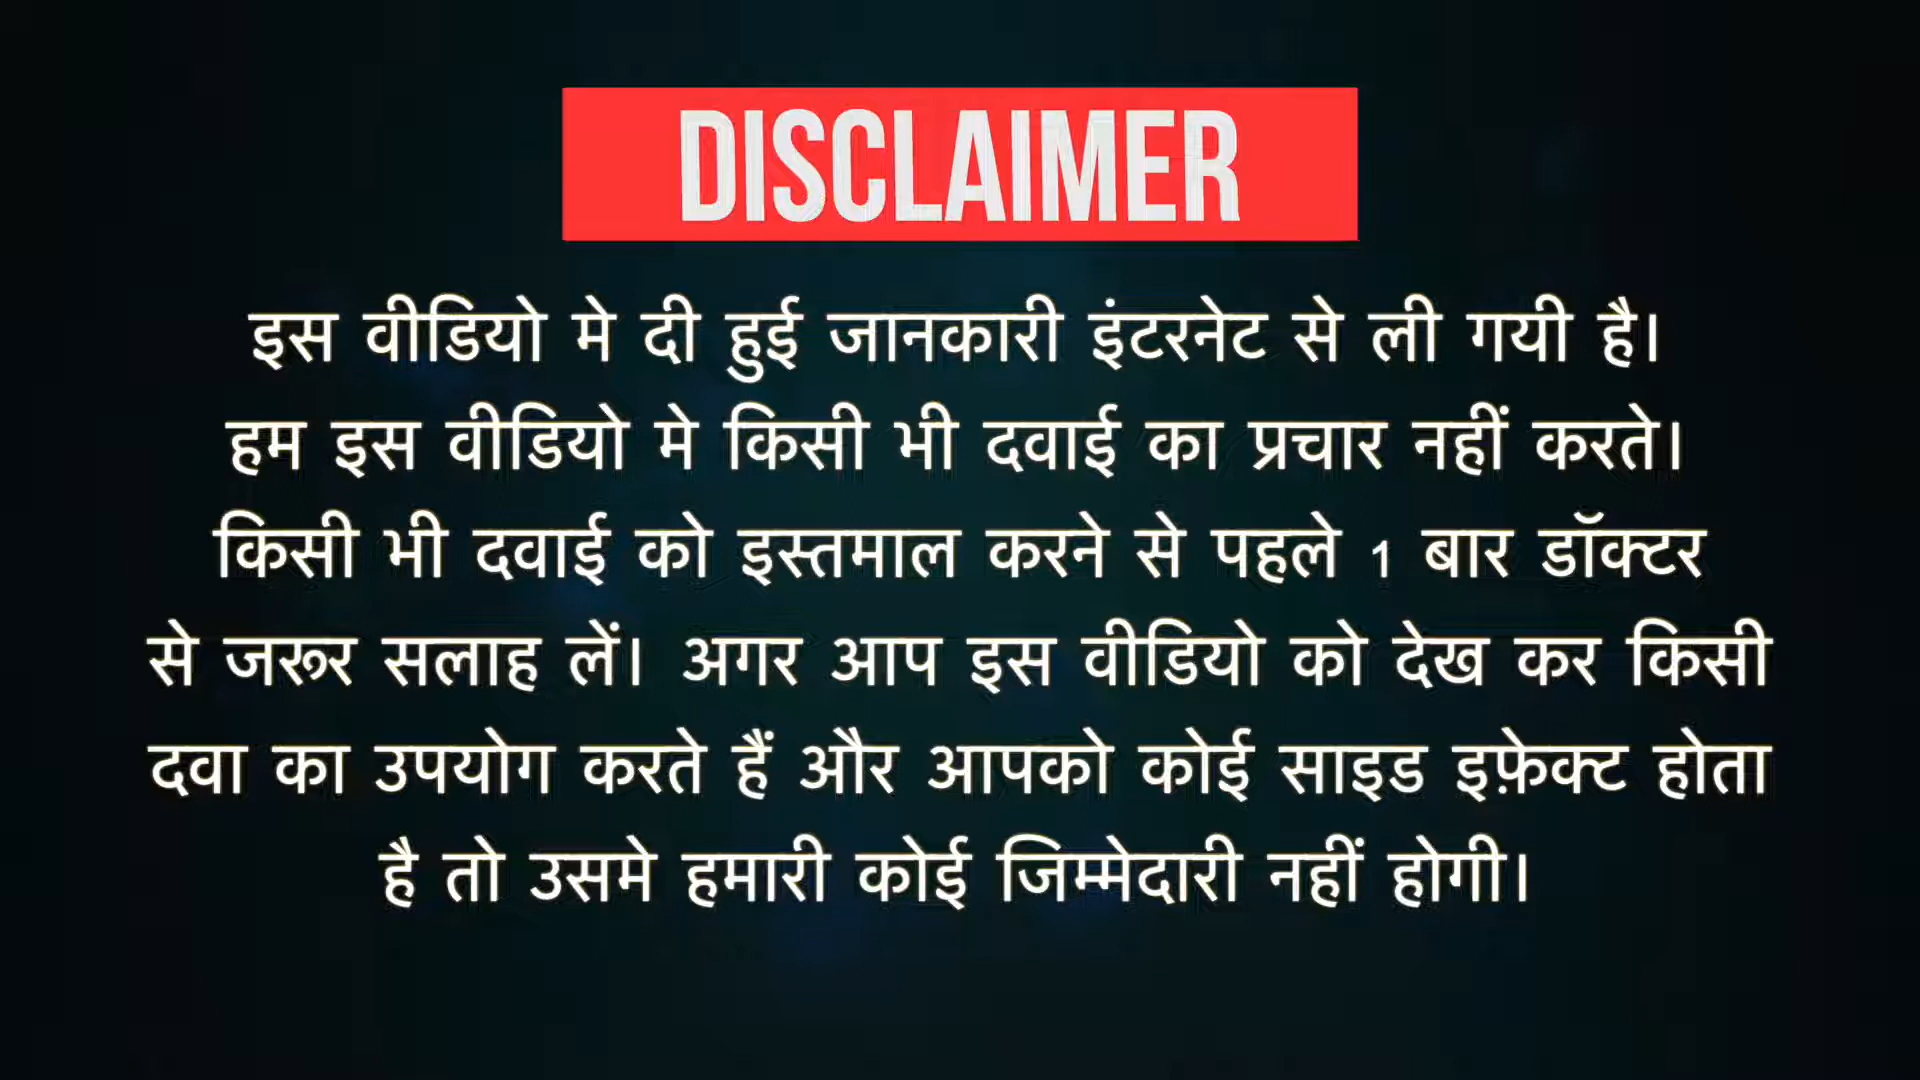 DISCLAIMER
इस वीडियो मे दी हुई जानकारी इंटरनेट से ली गयी है।
हम इस वीडियो मे किसी भी दवाई का प्रचार नहीं करते।
किसी भी दवाई को इस्तमाल करने से पहले 1 बार डॉक्टर
से जरूर सलाह लें। अगर आप इस वीडियो को देख कर किसी
दवा का उपयोग करते हैं और आपको कोई साइड इफ़ेक्ट होता
है तो उसमे हमारी कोई जिम्मेदारी नहीं होगी।